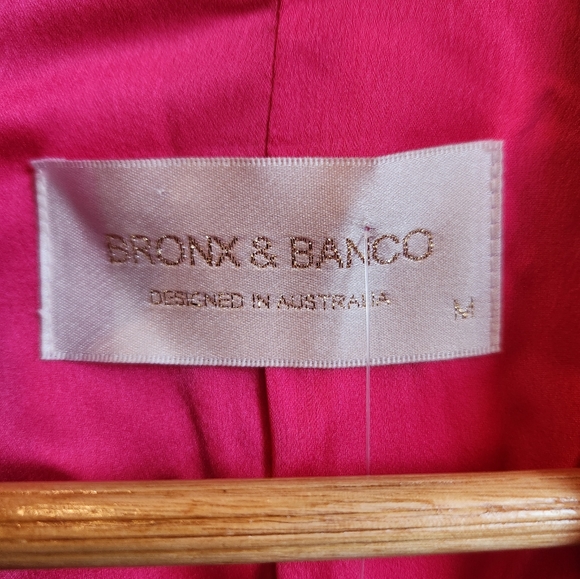 BRONX & BANCO
DESIGNED IN AUSTRALIA
M